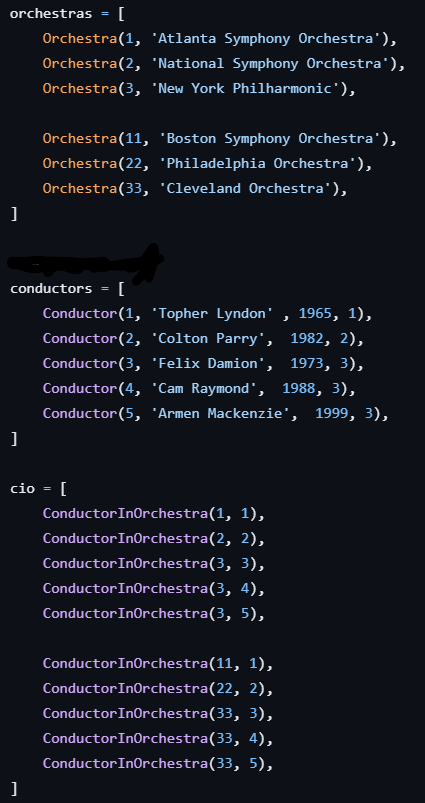 orchestras = [
    Orchestra(1, 'Atlanta Symphony Orchestra'),
    Orchestra(2, 'National Symphony Orchestra'),
    Orchestra(3, 'New York Philharmonic'),
    Orchestra(11, 'Boston Symphony Orchestra'),
    Orchestra(22, 'Philadelphia Orchestra'),
    Orchestra(33, 'Cleveland Orchestra'),
]
conductors = [
    Conductor(1, 'Topher Lyndon' , 1965, 1),
    Conductor(2, 'Colton Parry',  1982, 2),
    Conductor(3, 'Felix Damion',  1973, 3),
    Conductor(4, 'Cam Raymond',  1988, 3),
    Conductor(5, 'Armen Mackenzie',  1999, 3),
]
cio = [
    ConductorInOrchestra(1, 1),
    ConductorInOrchestra(2, 2),
    ConductorInOrchestra(3, 3),
    ConductorInOrchestra(3, 4),
    ConductorInOrchestra(3, 5),
    ConductorInOrchestra(11, 1),
    ConductorInOrchestra(22, 2),
    ConductorInOrchestra(33, 3),
    ConductorInOrchestra(33, 4),
    ConductorInOrchestra(33, 5),
]